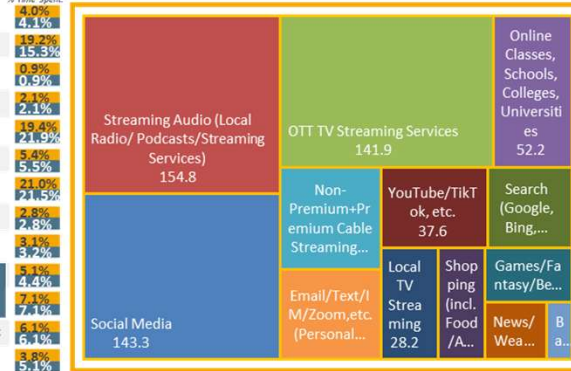 % Time Spent:
4.0%
4.1%
19.2%
15.3%
0.9%
0.9%
2.1%
2.1%
19.4%
21.9%
5.4%
5.5%
21.0%
21.5%
2.8%
2.8%
3.1%
3.2%
5.1%
4.4%
7.1%
7.1%
6.1%
6.1%
3.8%
5.1%
Streaming Audio (Local
Radio/ Podcasts/Streaming
Services)
154.8
Social Media
143.3
OTT TV Streaming Services
141.9
Online
Classes,
Schools,
Colleges,
Universiti
es
52.2
Non-
Premium+Pr
emium Cable
Streaming...
Email/Text/I
M/Zoom,etc.
(Personal...
YouTube/TikT
ok, etc.
37.6
Search
(Google,
Bing,...
Local
TV
Strea
ming
28.2
Shop
ping
(incl.
Food
/A...
Games/Fa
ntasy/Be...
News/
Wea...
B
a...